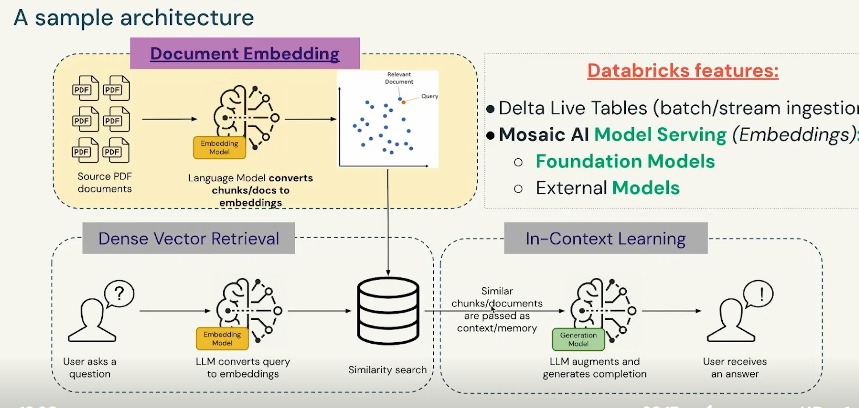 A sample architecture
Document Embedding
PDF PDF
PDF PDF
PDF PDF
Source PDF
documents
Embedding
Model
Language Model converts
chunks/docs to
embeddings
Relevant
Document
Query
Databricks features:
● Delta Live Tables (batch/stream ingestion
● Mosaic AI Model Serving (Embeddings):
○ Foundation Models
○ External Models
Dense Vector Retrieval
?
User asks a
question
Embedding
Model
LLM converts query
to embeddings
Similarity search
In-Context Learning
Similar
chunks/documents
are passed as
context/memory
Generation
Model
LLM augments and
generates completion
!
User receives
an answer